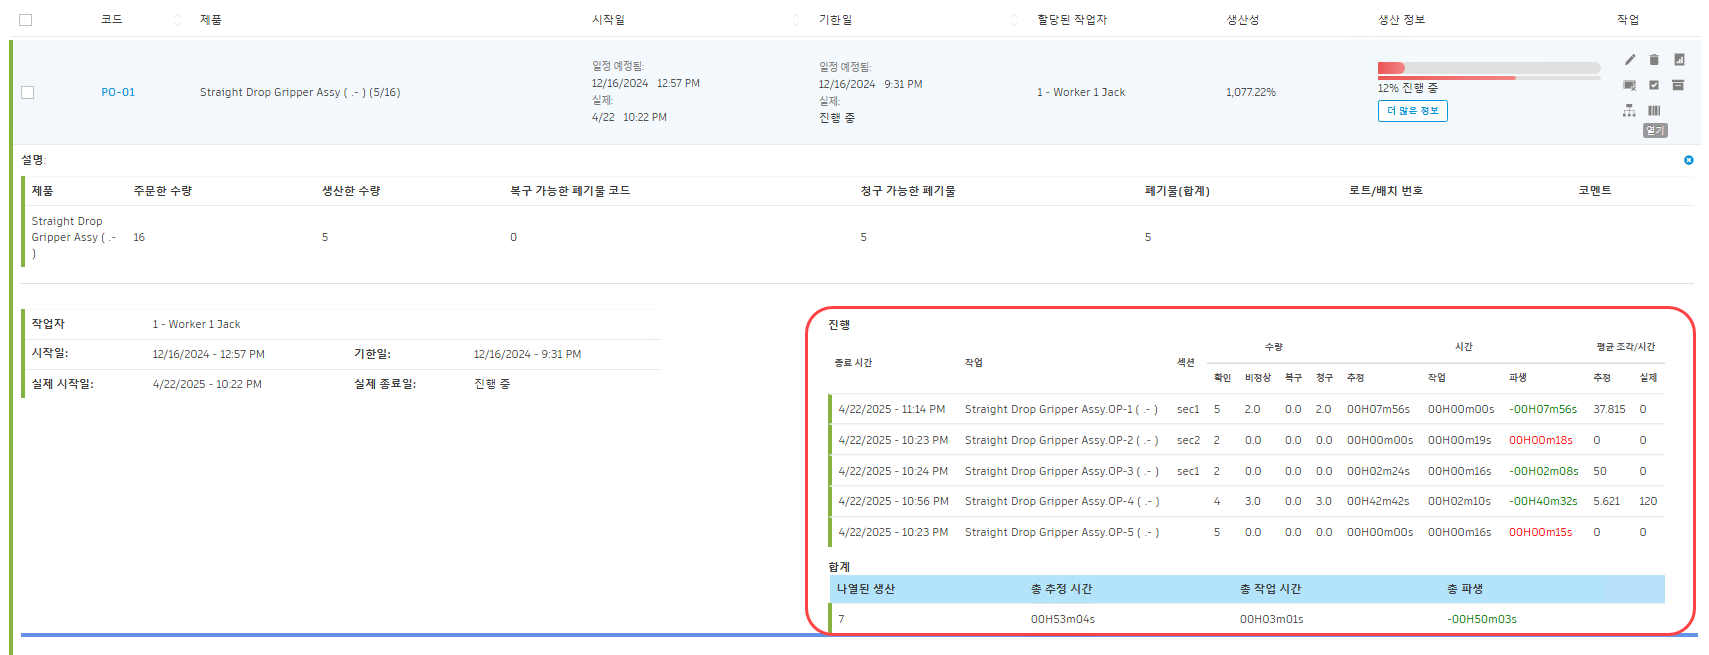 코드 제품 시작일 기한일 할당된 작업자 생산성 생산 정보 작업
PO-01 Straight Drop Gripper Assy ( .- ) (5/16)
일정 예정됨:
12/16/2024 12:57 PM
실제:
4/22 10:22 PM
일정 예정됨:
12/16/2024 9:31 PM
실제:
진행 중
1 - Worker 1 Jack 1,077.22%
12% 진행 중
더 많은 정보
열기
설명:
제품 주문한 수량 생산한 수량 복구 가능한 폐기물 코드 청구 가능한 폐기물 폐기물(합계) 로트/배치 번호 코멘트
Straight Drop
Gripper Assy ( .- 16 5 0 5 5
)
작업자 1 - Worker 1 Jack
시작일: 12/16/2024 - 12:57 PM 기한일: 12/16/2024 - 9:31 PM
실제 시작일: 4/22/2025 - 10:22 PM 실제 종료일: 진행 중
진행
수량 시간 평균 조각/시간
종료 시간 작업 섹션
확인 비정상 복구 청구 추정 작업 파생 추정 실제
4/22/2025 - 11:14 PM Straight Drop Gripper Assy.OP-1 ( .- ) sec1 5 2.0 0.0 2.0 00H07m56s 00H00m00s -00H07m56s 37.815 0
4/22/2025 - 10:23 PM Straight Drop Gripper Assy.OP-2 ( .- ) sec2 2 0.0 0.0 0.0 00H00m00s 00H00m19s 00H00m18s 0 0
4/22/2025 - 10:24 PM Straight Drop Gripper Assy.OP-3 ( .- ) sec1 2 0.0 0.0 0.0 00H02m24s 00H00m16s -00H02m08s 50 0
4/22/2025 - 10:56 PM Straight Drop Gripper Assy.OP-4 ( .- ) 4 3.0 0.0 3.0 00H42m42s 00H02m10s -00H40m32s 5.621 120
4/22/2025 - 10:23 PM Straight Drop Gripper Assy.OP-5 ( .- ) 5 0.0 0.0 0.0 00H00m00s 00H00m16s 00H00m15s 0 0
합계
나열된 생산 총 추정 시간 총 작업 시간 총 파생
7 00H53m04s 00H03m01s -00H50m03s